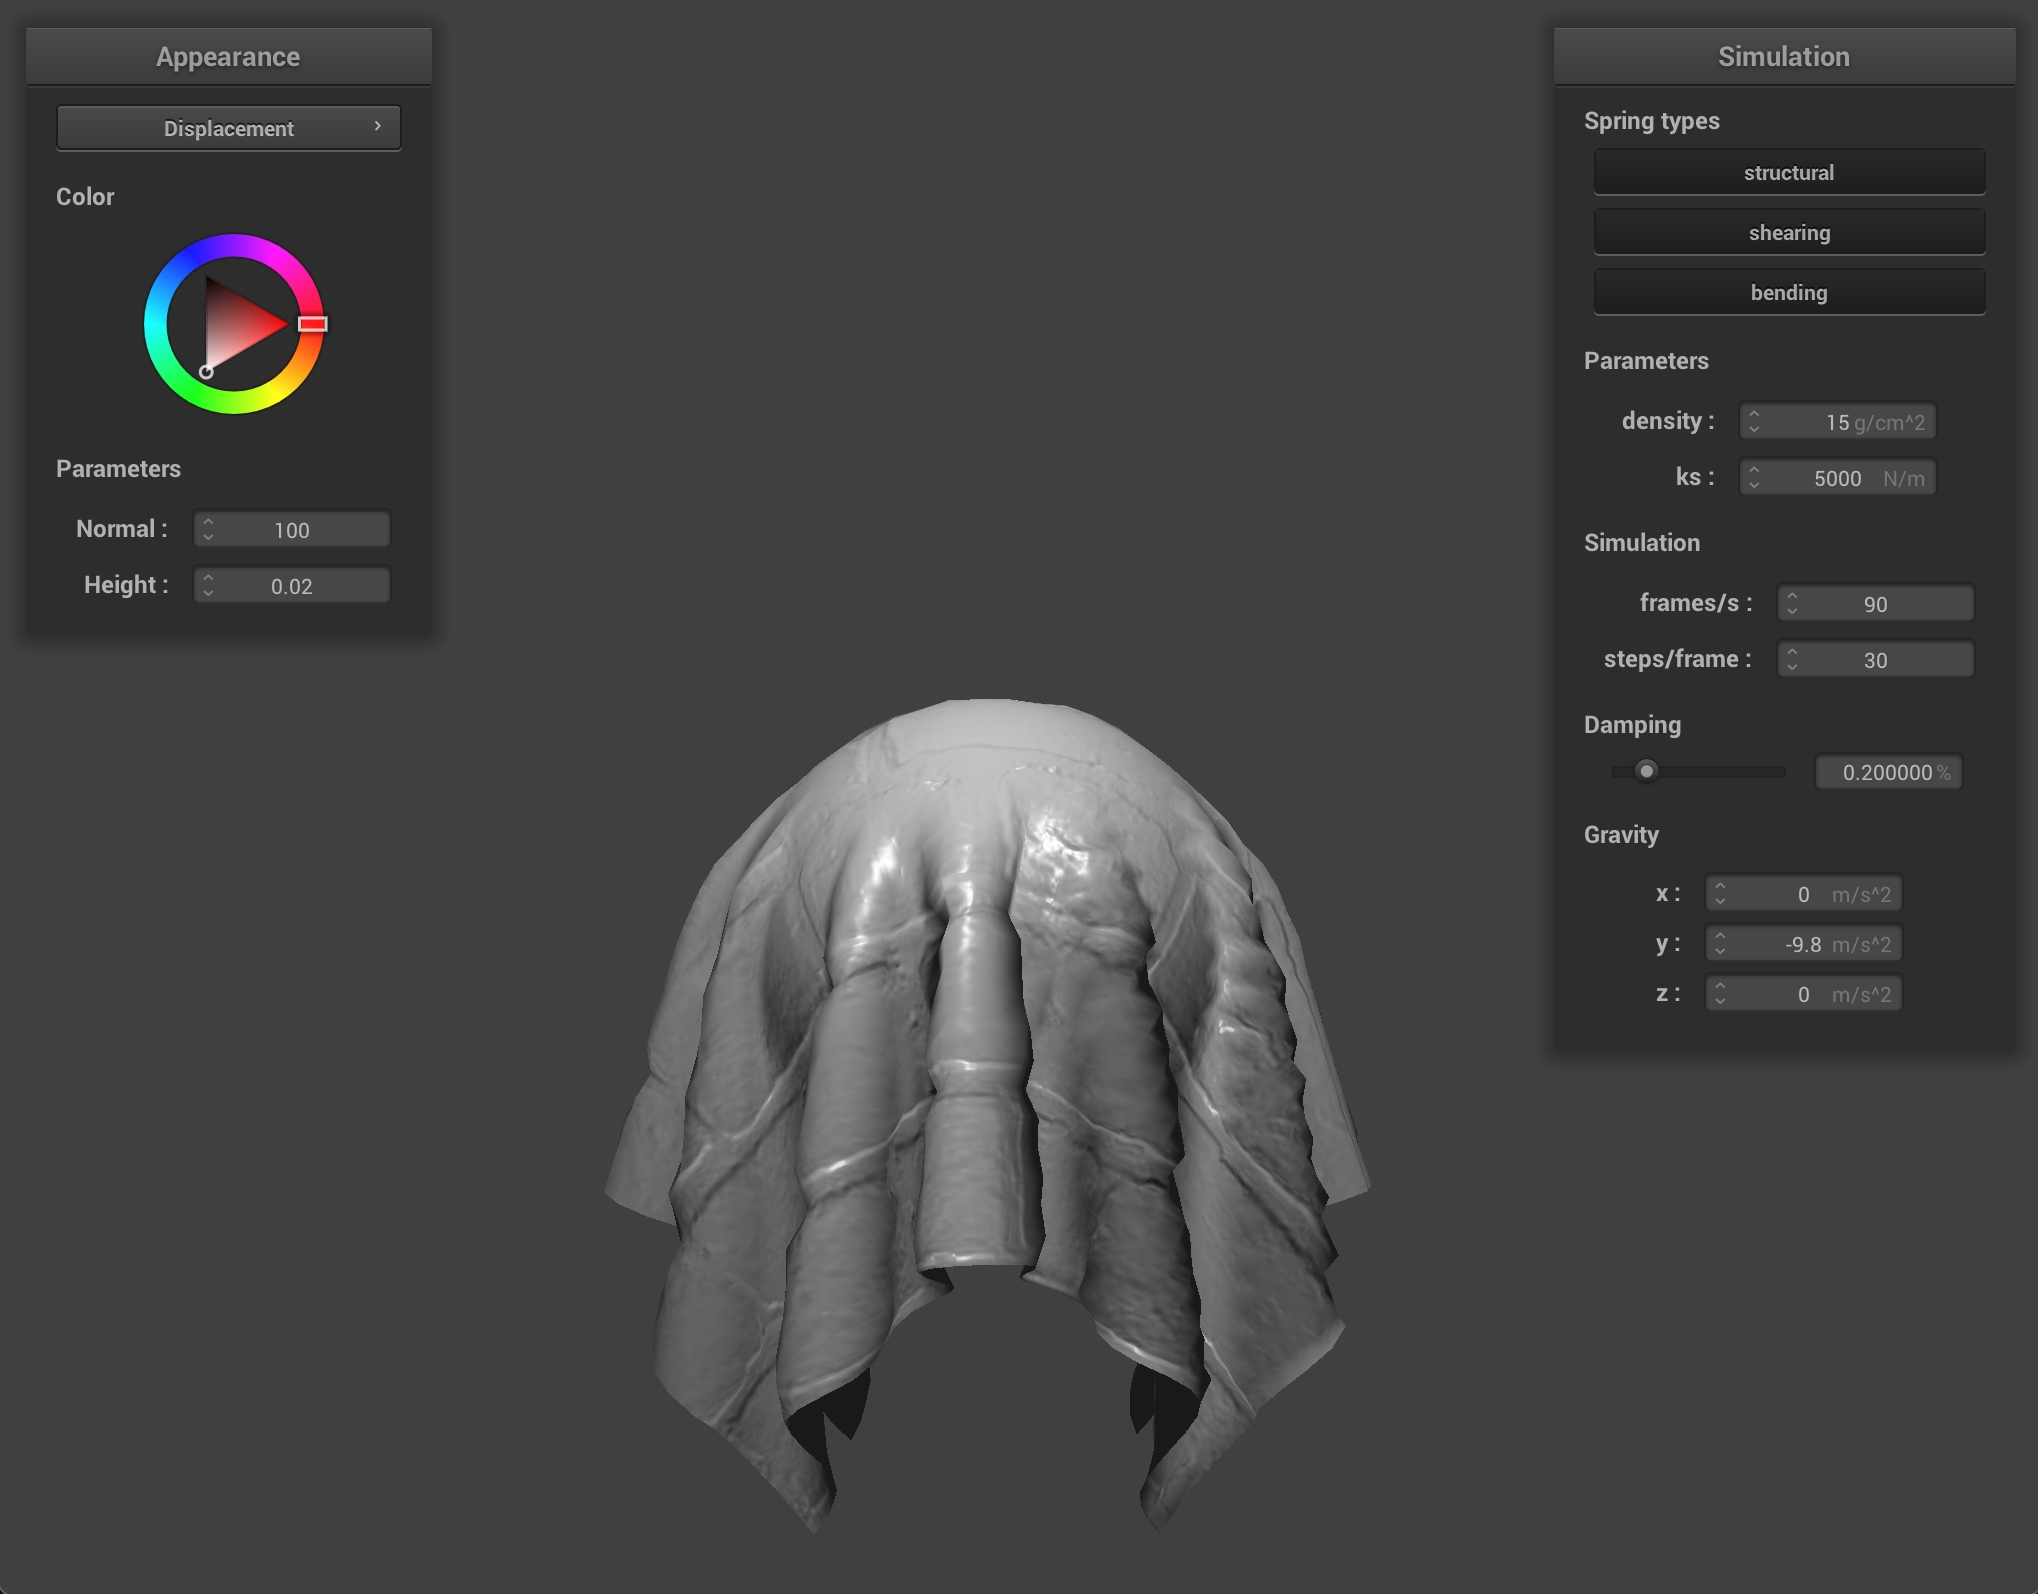 Appearance
Displacement
Color
Parameters
Normal : 100
Height : 0.02
Simulation
Spring types
structural
shearing
bending
Parameters
density : 15 g/cm^2
ks : 5000 N/m
Simulation
frames/s : 90
steps/frame : 30
Damping
0.200000 %
Gravity
x : 0 m/s^2
y : -9.8 m/s^2
z : 0 m/s^2